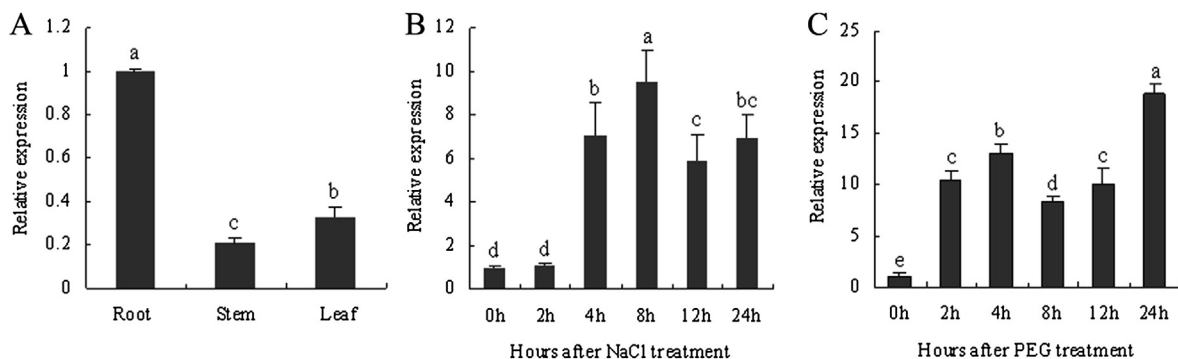 A
Relative expression
1.2
1
0.8
0.6
0.4
0.2
0
a
c
b
Root Stem Leaf
B
Relative expression
12
10
8
6
4
2
0
d
d
b
a
c
bc
0h 2h 4h 8h 12h 24h
Hours after NaCl treatment
C
Relative expression
25
20
15
10
5
0
e
c
b
d
c
a
0h 2h 4h 8h 12h 24h
Hours after PEG treatment